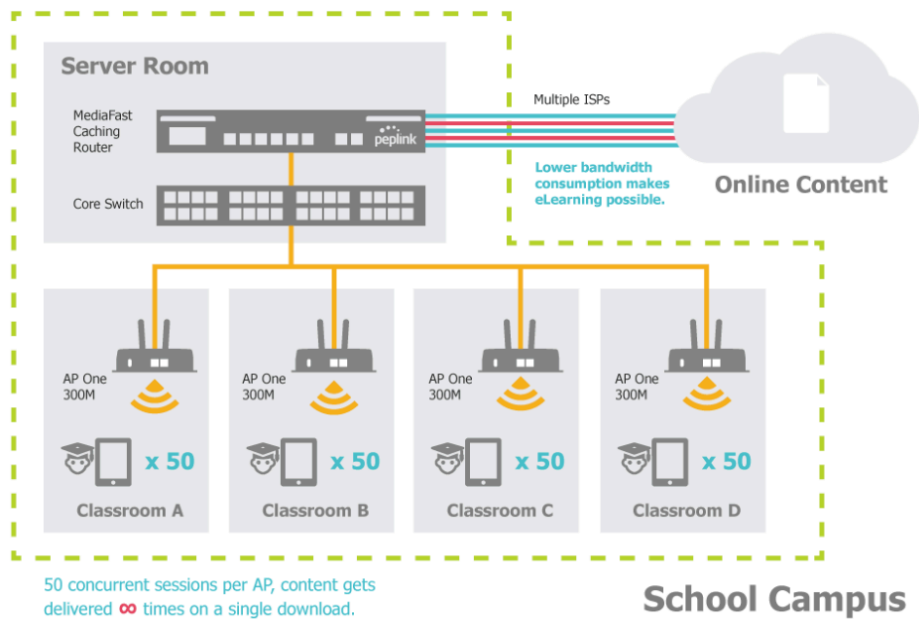 Server Room
MediaFast
Caching
Router
peplink
Core Switch
Multiple ISPs
Lower bandwidth
consumption makes
eLearning possible.
Online Content
AP One
300M
x 50
Classroom A
AP One
300M
x 50
Classroom B
AP One
300M
x 50
Classroom C
AP One
300M
x 50
Classroom D
50 concurrent sessions per AP, content gets
delivered ∞ times on a single download.
School Campus